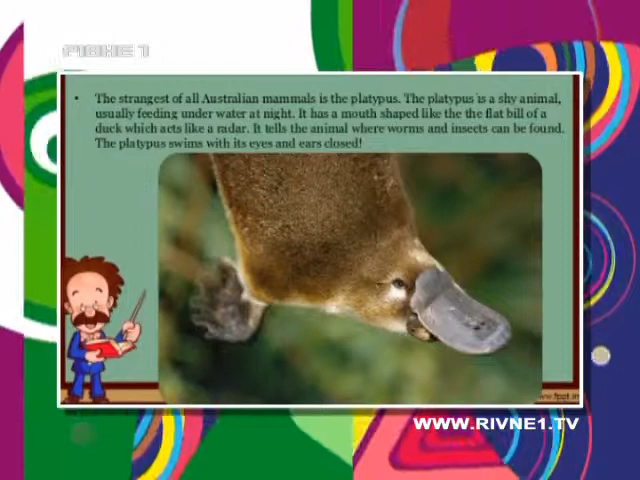 РІВНЕ 1
• The strangest of all Australian mammals is the platypus. The platypus is a shy animal,
usually feeding under water at night. It has a mouth shaped like the the flat bill of a
duck which acts like a radar. It tells the animal where worms and insects can be found.
The platypus swims with its eyes and ears closed!
WWW.RIVNE1.TV